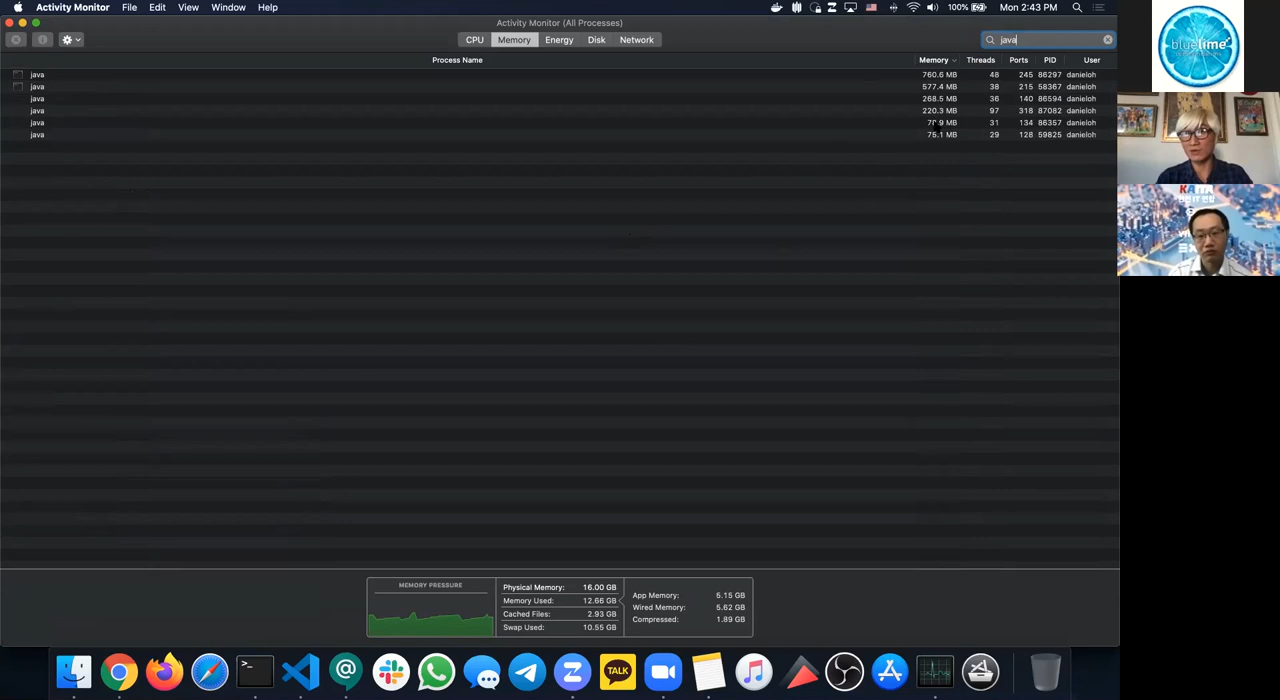 Activity Monitor File Edit View Window Help 100% Mon 2:43 PM
Activity Monitor (All Processes)
CPU Memory Energy Disk Network java
Process Name Memory Threads Ports PID User
java 760.6 MB 48 245 86297 danieloh
java 577.4 MB 38 215 58367 danieloh
java 268.5 MB 36 140 86594 danieloh
java 220.3 MB 97 318 87082 danieloh
java MB 31 134 86357 danieloh
java 75.1 MB 29 128 59825 danieloh
MEMORY PRESSURE
Physical Memory: 16.00 GB
Memory Used: 12.66 GB
Cached Files: 2.93 GB
Swap Used: 10.55 GB
App Memory: 5.15 GB
Wired Memory: 5.62 GB
Compressed: 1.89 GB
TALK
bluelime
KAITA